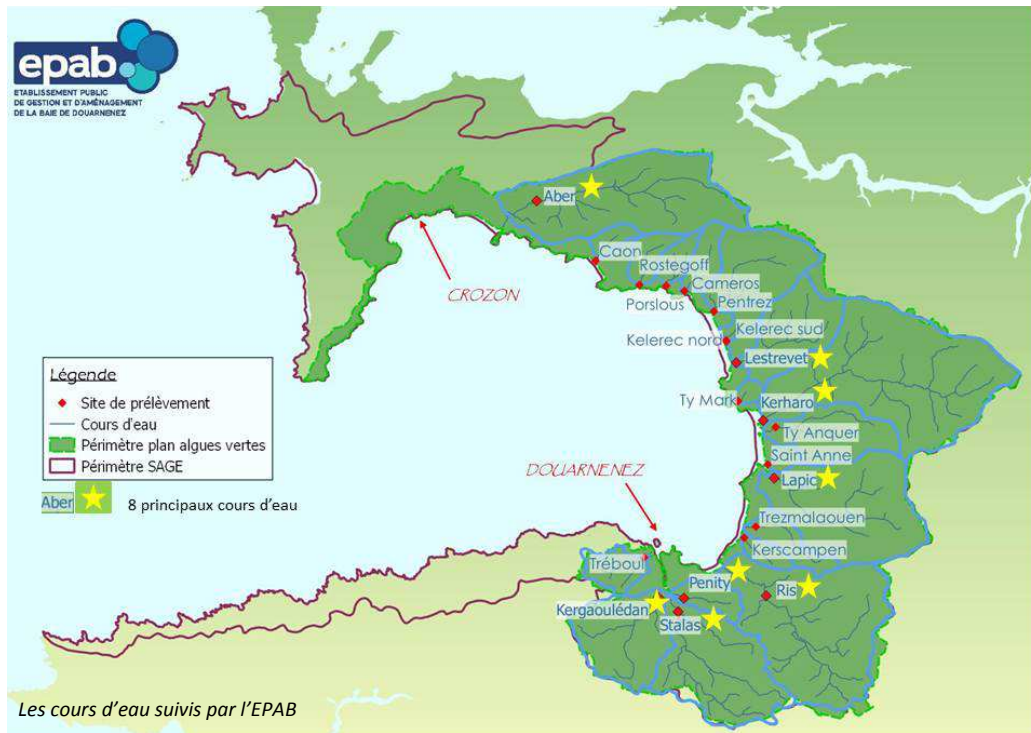 epab
ETABLISSEMENT PUBLIC
DE GESTION ET D'AMÉNAGEMENT
DE LA BAIE DE DOUARNENEZ
Aber
Caon
Rostegoff
Cameros
CROZON
Porslous
Pentrez
Kelerec sud
Kelerec nord
Lestrevet
Légende
Site de prélèvement
Cours d'eau
Périmètre plan algues vertes
Périmètre SAGE
Aber
8 principaux cours d'eau
Ty Mark
Kerharo
Ty Anquer
Saint Anne
DOUARNENEZ
Lapic
Trezmalaouen
Kerscampen
Tréboul
Penity
Ris
Kergaoulédan
Stalas
Les cours d'eau suivis par l'EPAB